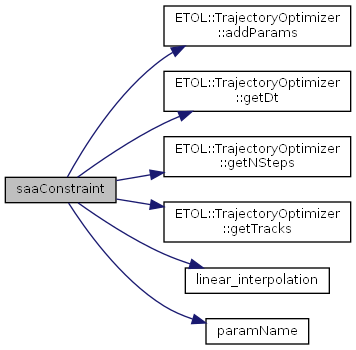 ETOL::TrajectoryOptimizer
::addParams
ETOL::TrajectoryOptimizer
::getDt
ETOL::TrajectoryOptimizer
::getNSteps
saaConstraint
ETOL::TrajectoryOptimizer
::getTracks
linear_interpolation
paramName